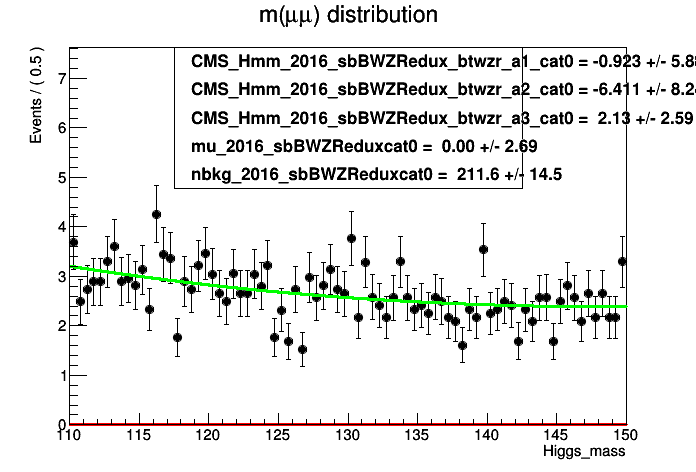 m(μμ) distribution
Events / ( 0.5 )
CMS_Hmm_2016_sbBWZRedux_btwzr_a1_cat0 = -0.923 +/- 5.8
CMS_Hmm_2016_sbBWZRedux_btwzr_a2_cat0 = -6.411 +/- 8.2
CMS_Hmm_2016_sbBWZRedux_btwzr_a3_cat0 = 2.13 +/- 2.59
mu_2016_sbBWZReduxcat0 = 0.00 +/- 2.69
nbkg_2016_sbBWZReduxcat0 = 211.6 +/- 14.5
7
6
5
4
3
2
1
0
110 115 120 125 130 135 140 145 150
Higgs_mass